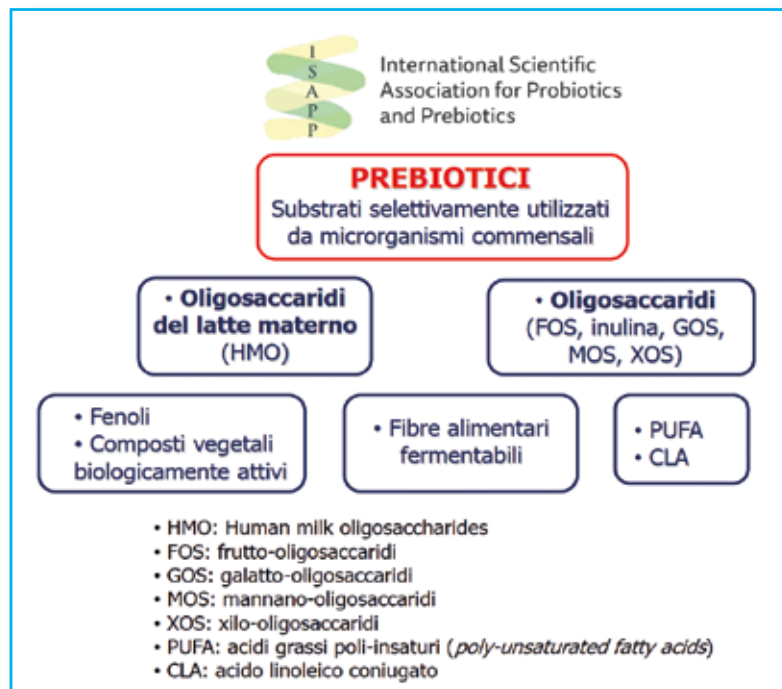 ISAPP
International Scientific
Association for Probiotics
and Prebiotics
PREBIOTICI
Substrati selettivamente utilizzati
da microrganismi commensali
• Oligosaccaridi
del latte materno
(HMO)
• Oligosaccaridi
(FOS, inulina, GOS,
MOS, XOS)
• Fenoli
• Composti vegetali
biologicamente attivi
• Fibre alimentari
fermentabili
• PUFA
• CLA
• HMO: Human milk oligosaccharides
• FOS: frutto-oligosaccaridi
• GOS: galatto-oligosaccaridi
• MOS: mannano-oligosaccaridi
• XOS: xilo-oligosaccaridi
• PUFA: acidi grassi poli-insaturi (poly-unsaturated fatty acids)
• CLA: acido linoleico coniugato